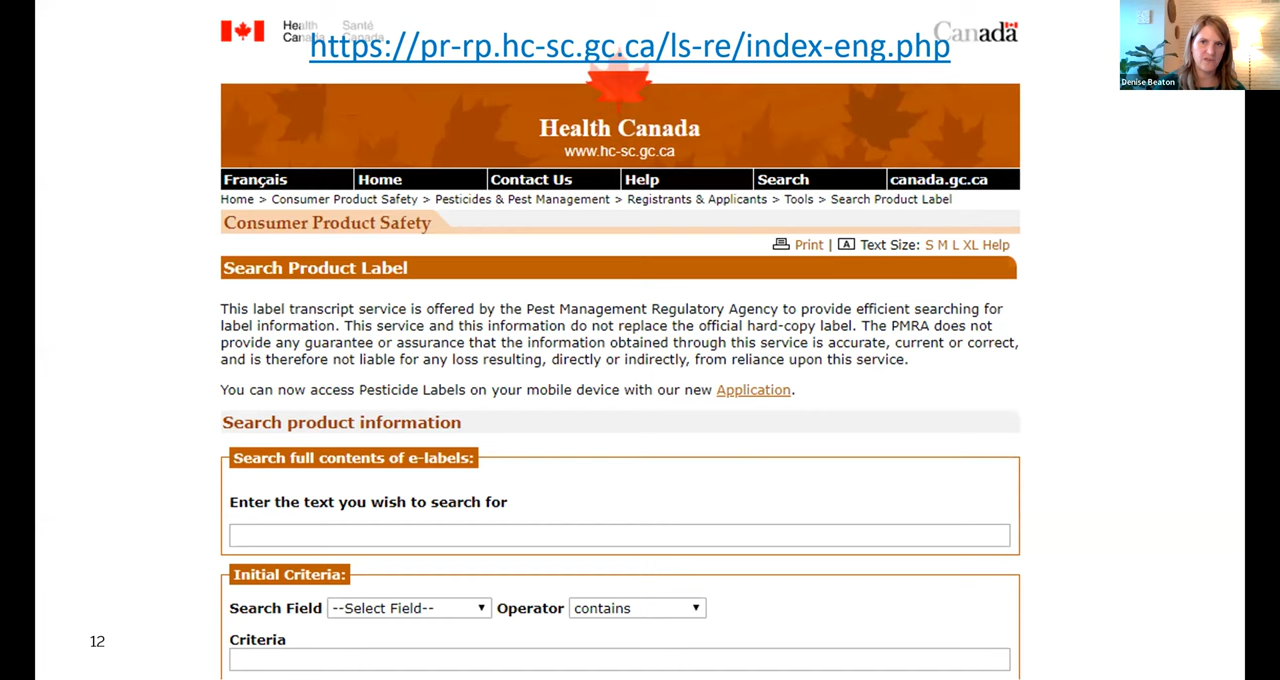 Health
Canada
Santé
Canada
Canada
https://pr-rp.hc-sc.gc.ca/ls-re/index-eng.php
Denise Beaton
Health Canada
www.hc-sc.gc.ca
Français Home Contact Us Help Search canada.gc.ca
Home > Consumer Product Safety > Pesticides & Pest Management > Registrants & Applicants > Tools > Search Product Label
Consumer Product Safety
Print | A Text Size: S M L XL Help
Search Product Label
This label transcript service is offered by the Pest Management Regulatory Agency to provide efficient searching for
label information. This service and this information do not replace the official hard-copy label. The PMRA does not
provide any guarantee or assurance that the information obtained through this service is accurate, current or correct,
and is therefore not liable for any loss resulting, directly or indirectly, from reliance upon this service.
You can now access Pesticide Labels on your mobile device with our new Application.
Search product information
Search full contents of e-labels:
Enter the text you wish to search for
Initial Criteria:
Search Field --Select Field-- Operator contains
Criteria
12